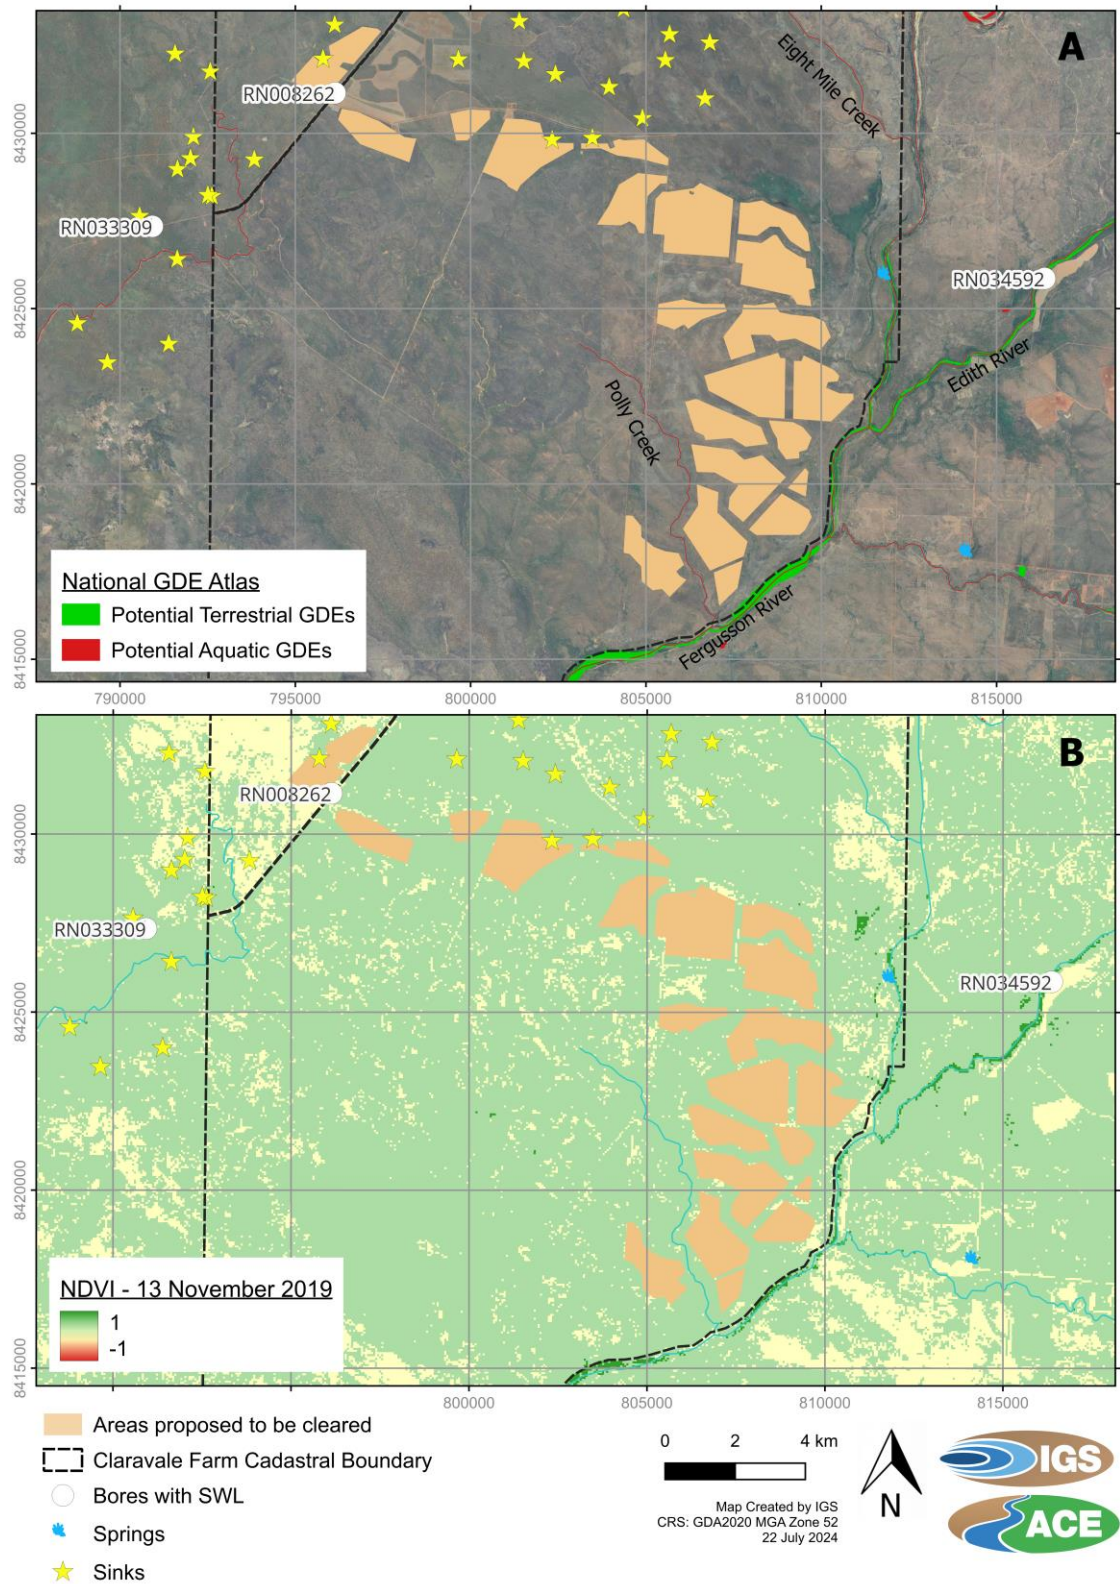 A
Eight Mile Creek
RN008262
8430000
RN033309
RN034592
8425000
Edith River
Polly Creek
8420000
National GDE Atlas
Potential Terrestrial GDEs
Potential Aquatic GDEs
Fergusson River
8415000
790000
795000
800000
805000
810000
815000
B
RN008262
8430000
RN033309
RN034592
8425000
8420000
NDVI - 13 November 2019
1
-1
8415000
800000
805000
810000
815000
Areas proposed to be cleared
Claravale Farm Cadastral Boundary
Bores with SWL
Springs
Sinks
0 2 4 km
Map Created by IGS
CRS: GDA2020 MGA Zone 52
22 July 2024
N
IGS
ACE